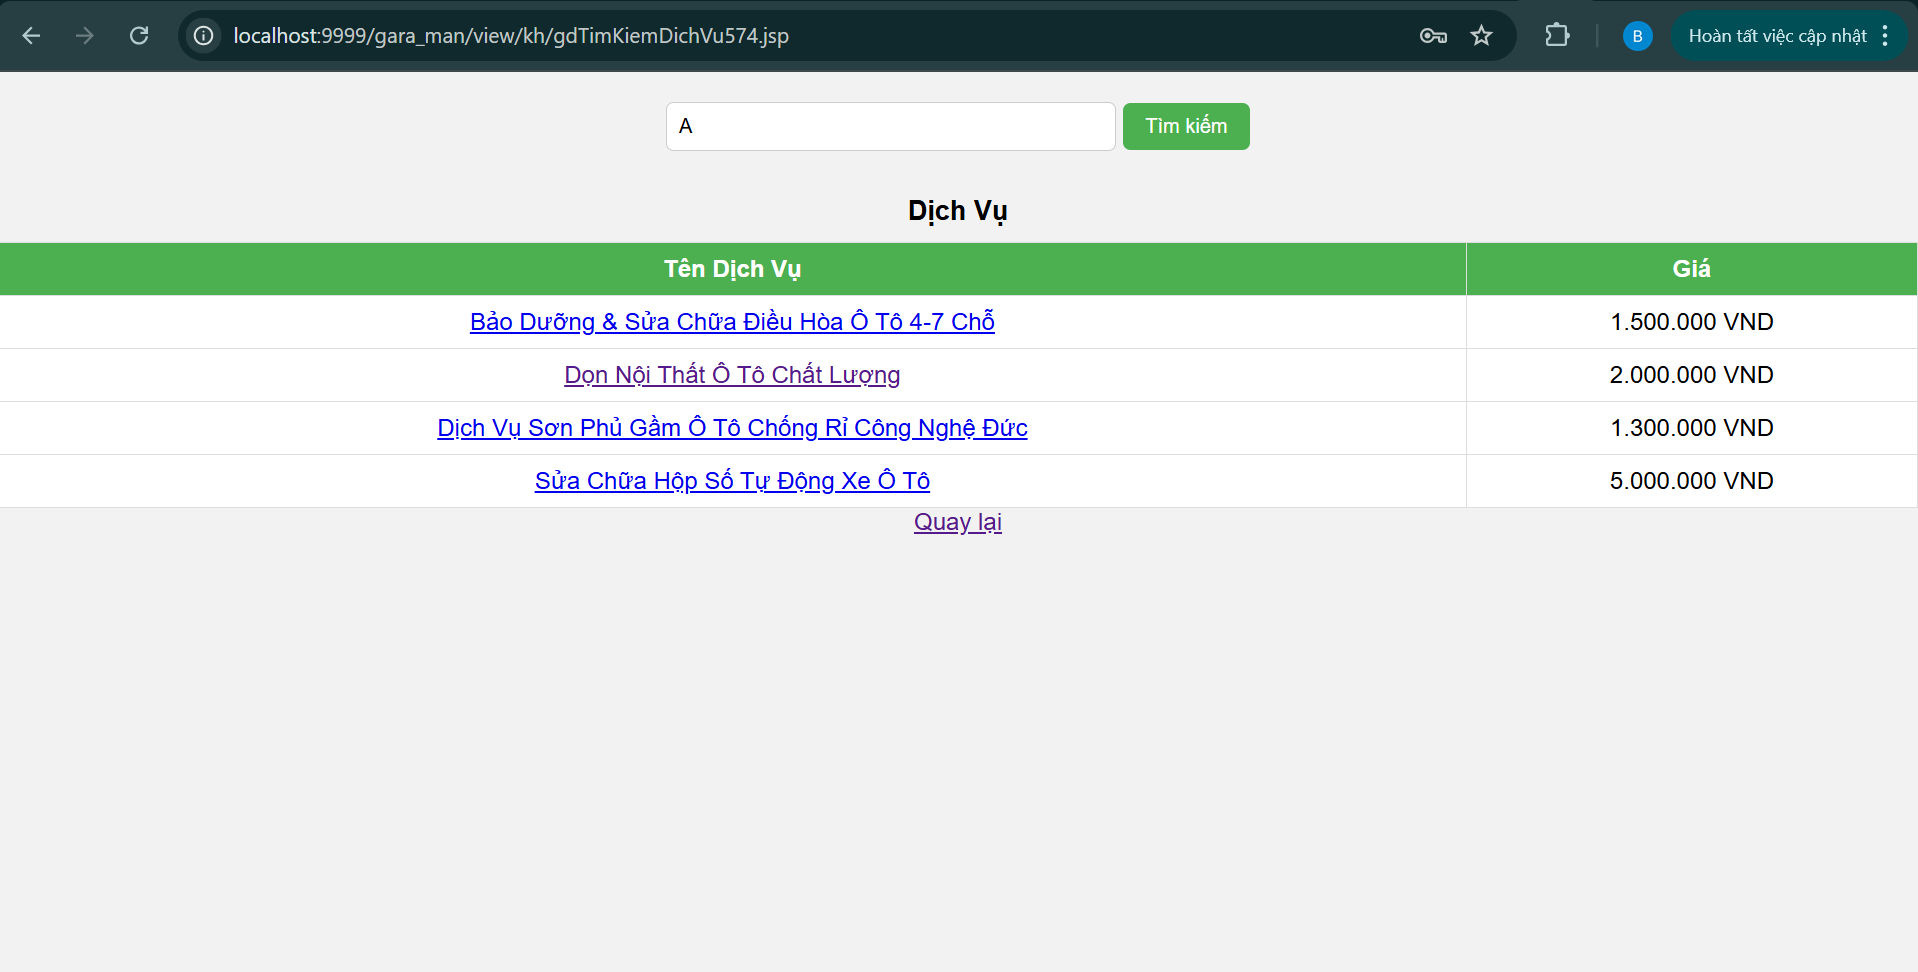 localhost:9999/gara_man/view/kh/gdTimKiemDichVu574.jsp
B
Hoàn tất việc cập nhật
A
Tìm kiếm
Dịch Vụ
Tên Dịch Vụ Giá
Bảo Dưỡng & Sửa Chữa Điều Hòa Ô Tô 4-7 Chỗ 1.500.000 VND
Dọn Nội Thất Ô Tô Chất Lượng 2.000.000 VND
Dịch Vụ Sơn Phủ Gầm Ô Tô Chống Rỉ Công Nghệ Đức 1.300.000 VND
Sửa Chữa Hộp Số Tự Động Xe Ô Tô 5.000.000 VND
Quay lại